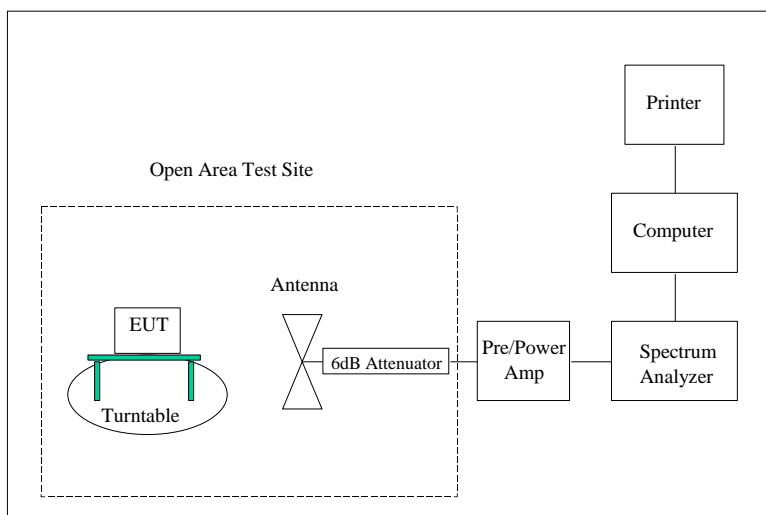 Printer
Open Area Test Site
Computer
Antenna
EUT
Pre/Power
Amp
Spectrum
Analyzer
6dB Attenuator
Turntable